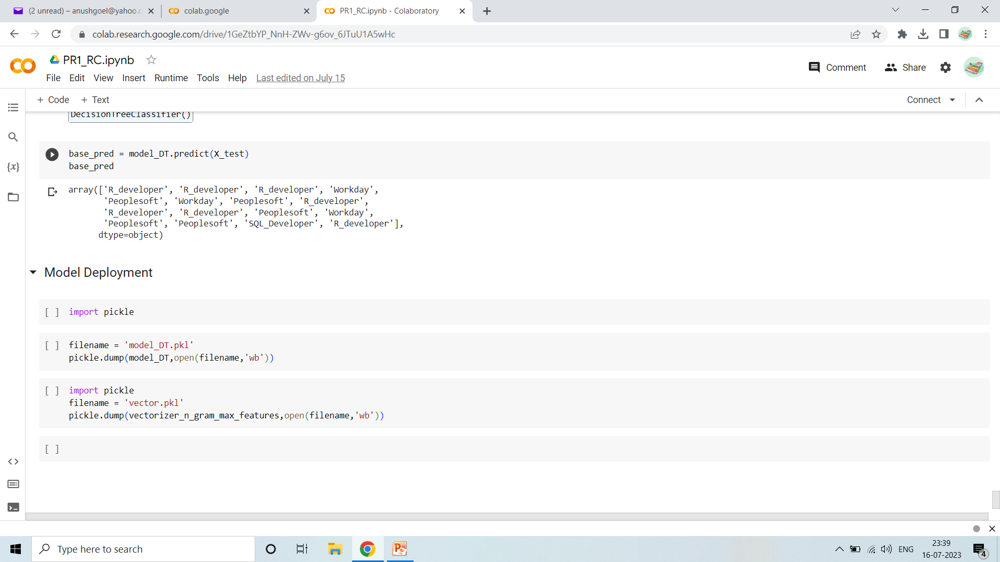 (2 unread) – anushgoel@yahoo.c
colab.google
PR1_RC.ipynb - Colaboratory
colab.research.google.com/drive/1GeZtbYP_NnH-ZWv-g6ov_6JTuU1A5wHc
PR1_RC.ipynb
File Edit View Insert Runtime Tools Help Last edited on July 15
Comment Share
+ Code + Text
Connect
DecisionTreeClassifier()
base_pred = model_DT.predict(X_test)
base_pred
array(['R_developer', 'R_developer', 'R_developer', 'Workday',
'Peoplesoft', 'Workday', 'Peoplesoft', 'R_developer',
'R_developer', 'R_developer', 'Peoplesoft', 'Workday',
'Peoplesoft', 'Peoplesoft', 'SQL_Developer', 'R_developer'],
dtype=object)
Model Deployment
[ ] import pickle
[ ] filename = 'model_DT.pkl'
pickle.dump(model_DT,open(filename,'wb'))
[ ] import pickle
filename = 'vector.pkl'
pickle.dump(vectorizer_n_gram_max_features,open(filename,'wb'))
[ ]
{x}
Type here to search
ENG
23:39
16-07-2023
4